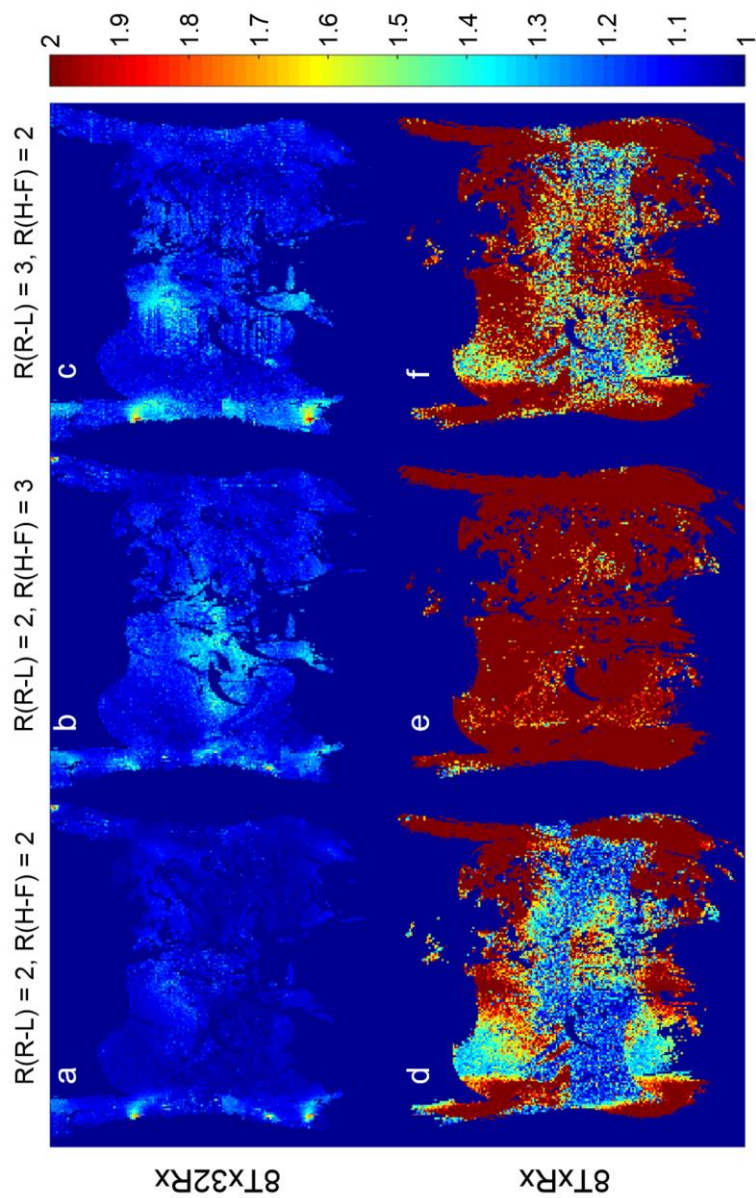 R(R-L) = 2, R(H-F) = 2
R(R-L) = 2, R(H-F) = 3
R(R-L) = 3, R(H-F) = 2
8Tx32Rx
a
b
c
8TxRx
d
e
f
2
1.9
1.8
1.7
1.6
1.5
1.4
1.3
1.2
1.1
1